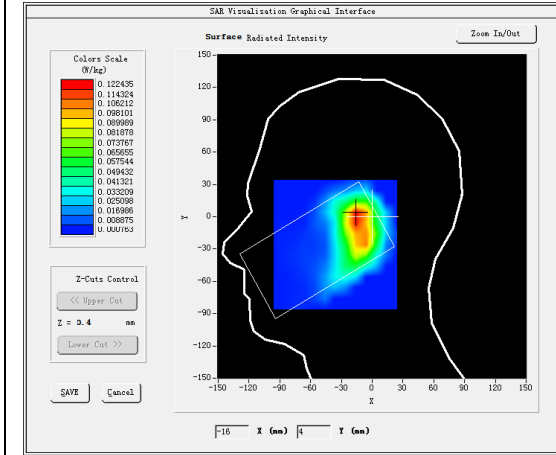 SAR Visualisation Graphical Interface
Surface Radiated Intensity
Zoom In/Out
Colors Scale
(W/kg)
0.122435
0.114324
0.106212
0.098101
0.089989
0.081878
0.073767
0.065655
0.057544
0.049432
0.041321
0.033209
0.025098
0.016986
0.008875
0.000763
150
120
90
60
30
0
-30
-60
-90
-120
-150
Y
-150 -120 -90 -60 -30 0 30 60 90 120 150
X
Z-Cuts Control
<< Upper Cut
Z = 0.4 mm
Lower Cut >>
SAVE Cancel
-16 X (mm) 4 Y (mm)